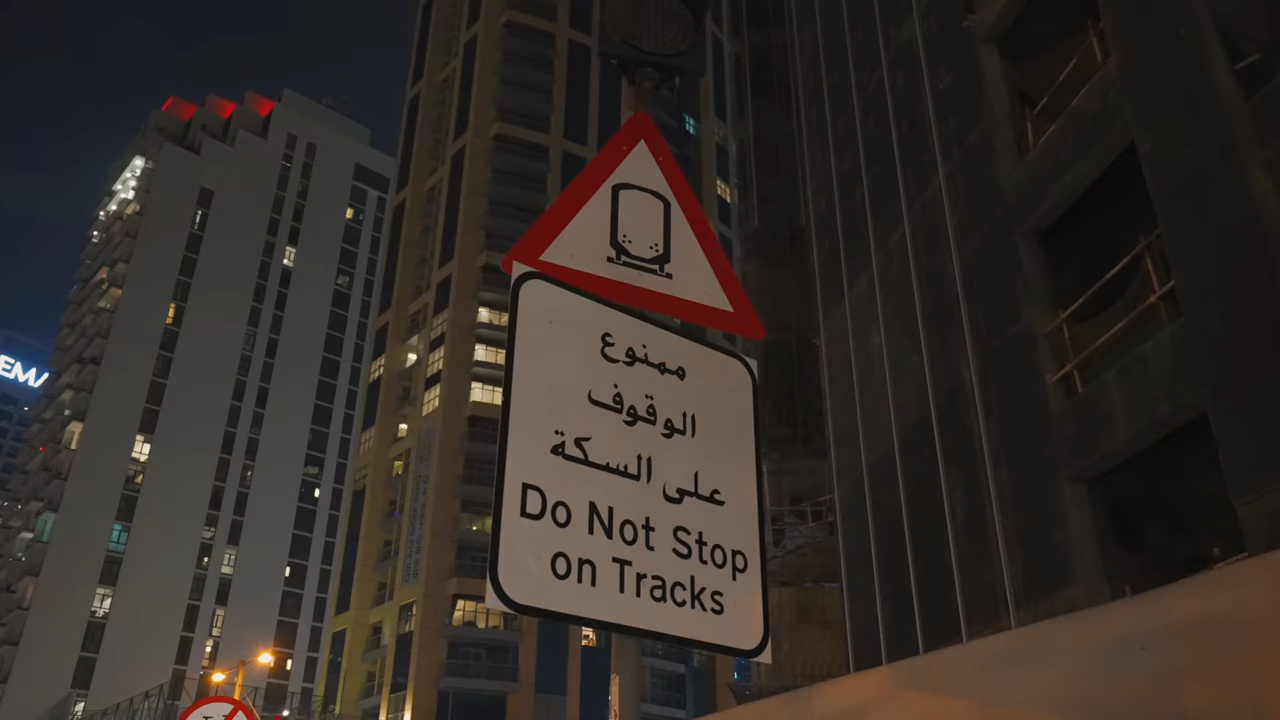 ممنوع
الوقوف
على السكة
Do Not Stop
on Tracks
EMA